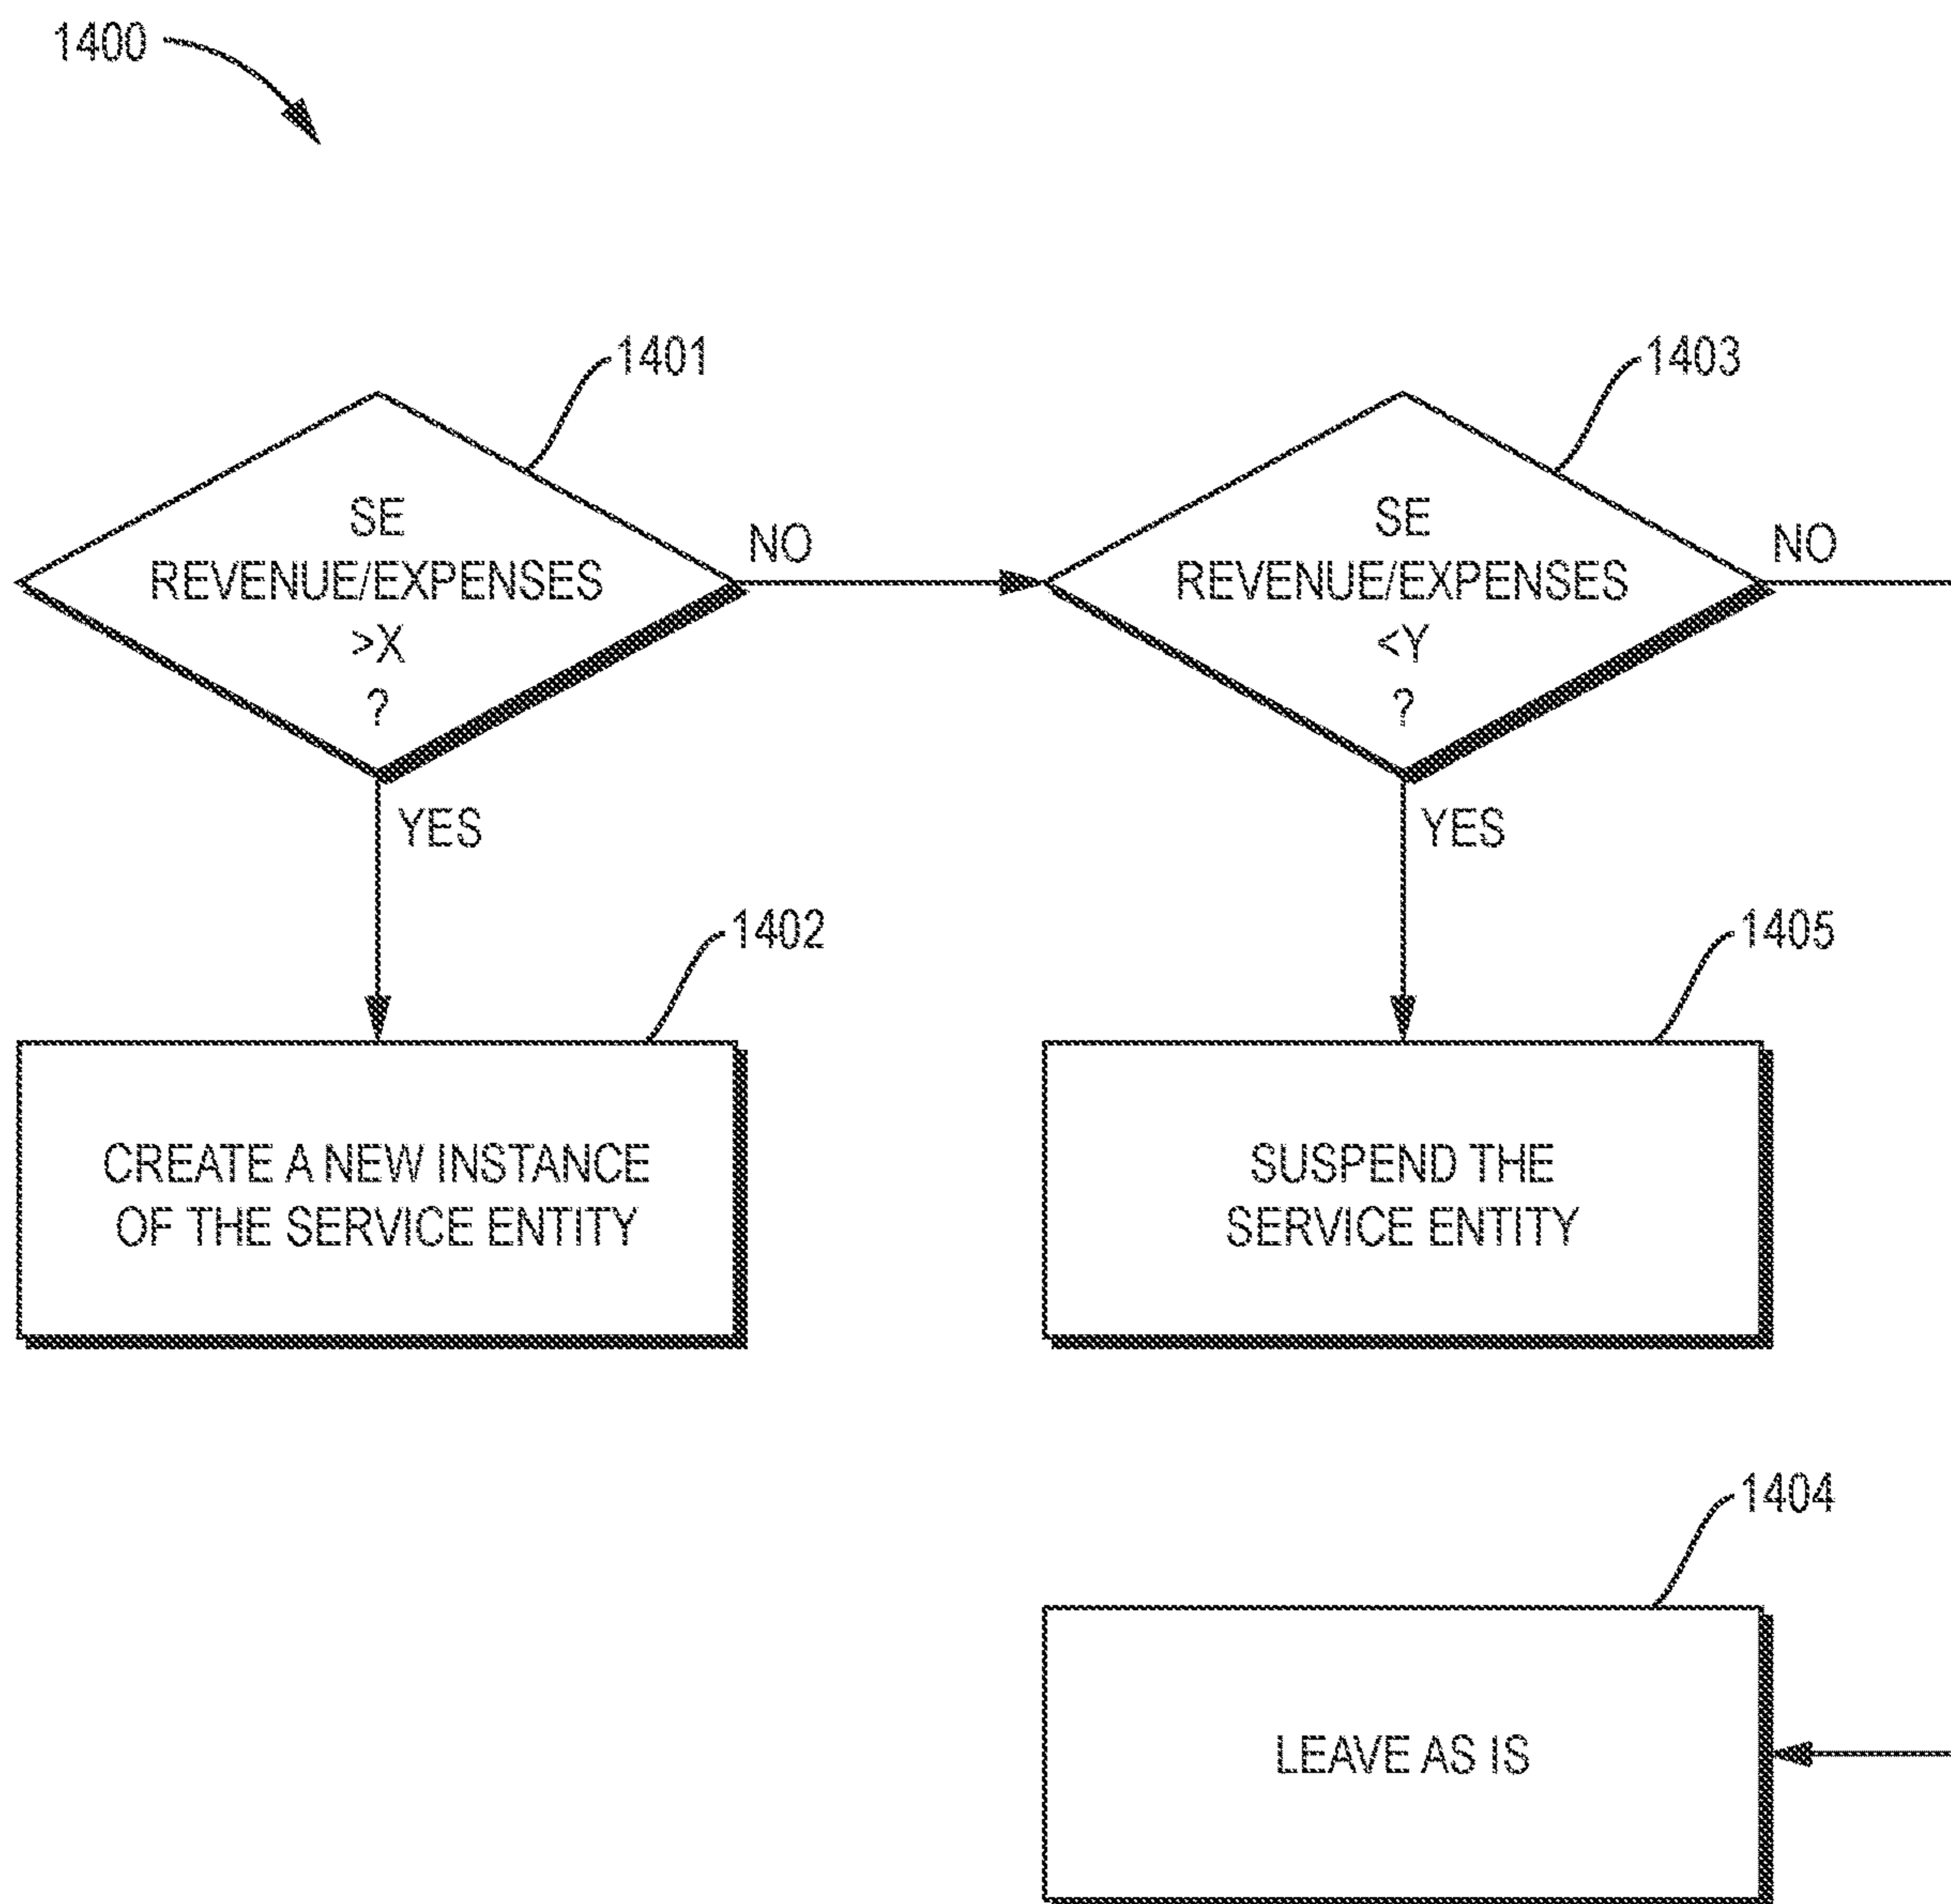 1400
1401
SE
REVENUE/EXPENSES
>X
?
NO
YES
1403
SE
REVENUE/EXPENSES
<Y
?
NO
YES
1402
CREATE A NEW INSTANCE
OF THE SERVICE ENTITY
1405
SUSPEND THE
SERVICE ENTITY
1404
LEAVE AS IS